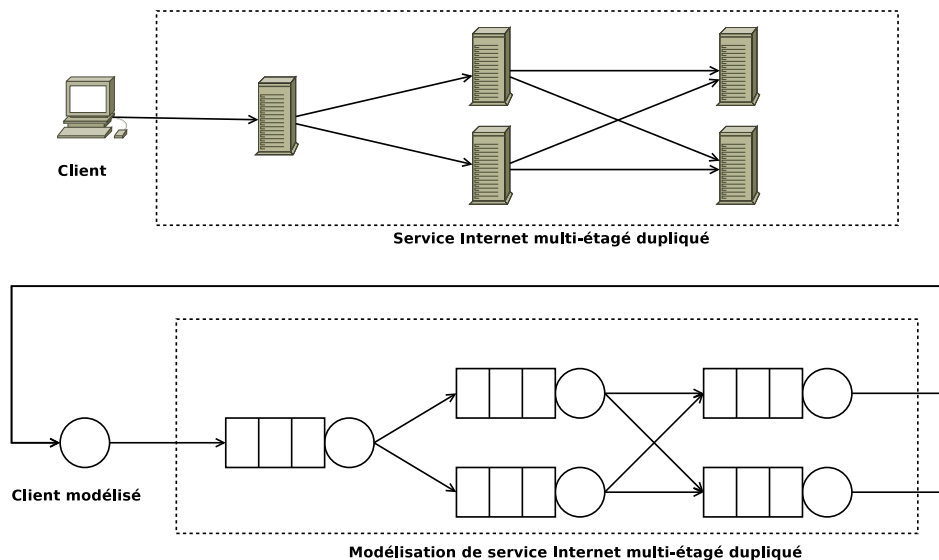 Client
Service Internet multi-étagé dupliqué
Client modélisé
Modélisation de service Internet multi-étagé dupliqué